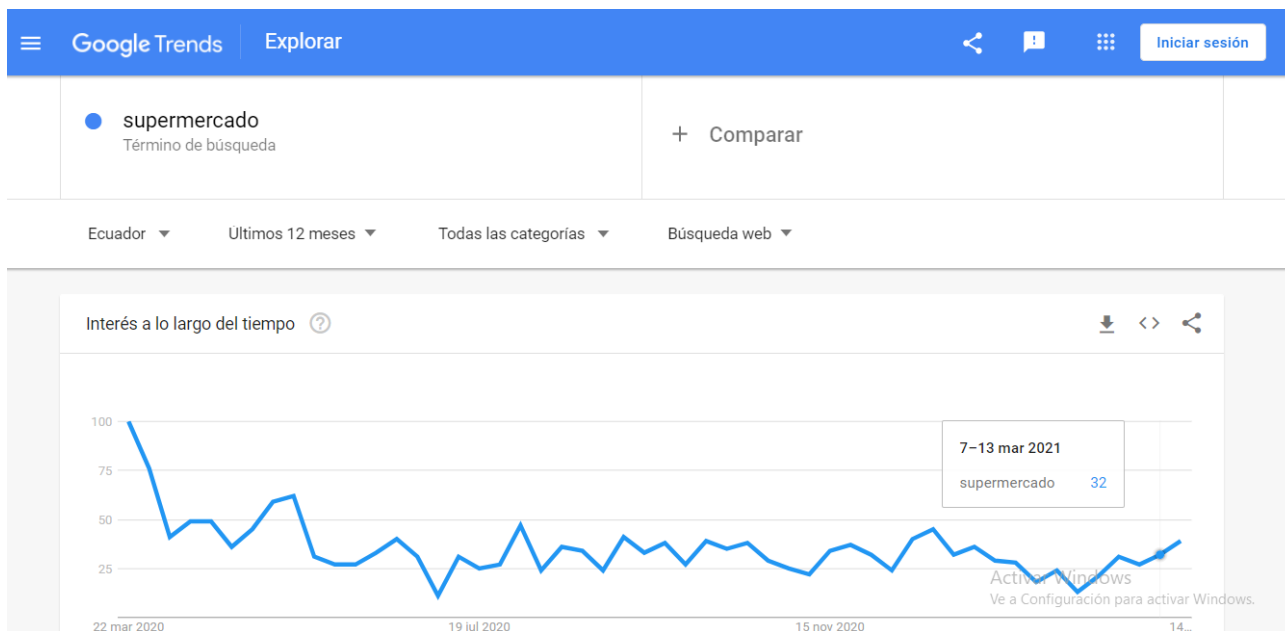 Google Trends Explorar Iniciar sesión
supermercado
Término de búsqueda
+ Comparar
Ecuador Últimos 12 meses Todas las categorías Búsqueda web
Interés a lo largo del tiempo ?
100
75
50
25
7–13 mar 2021
supermercado 32
Activar Windows
Ve a Configuración para activar Windows.
22 mar 2020 19 jul 2020 15 nov 2020 14...